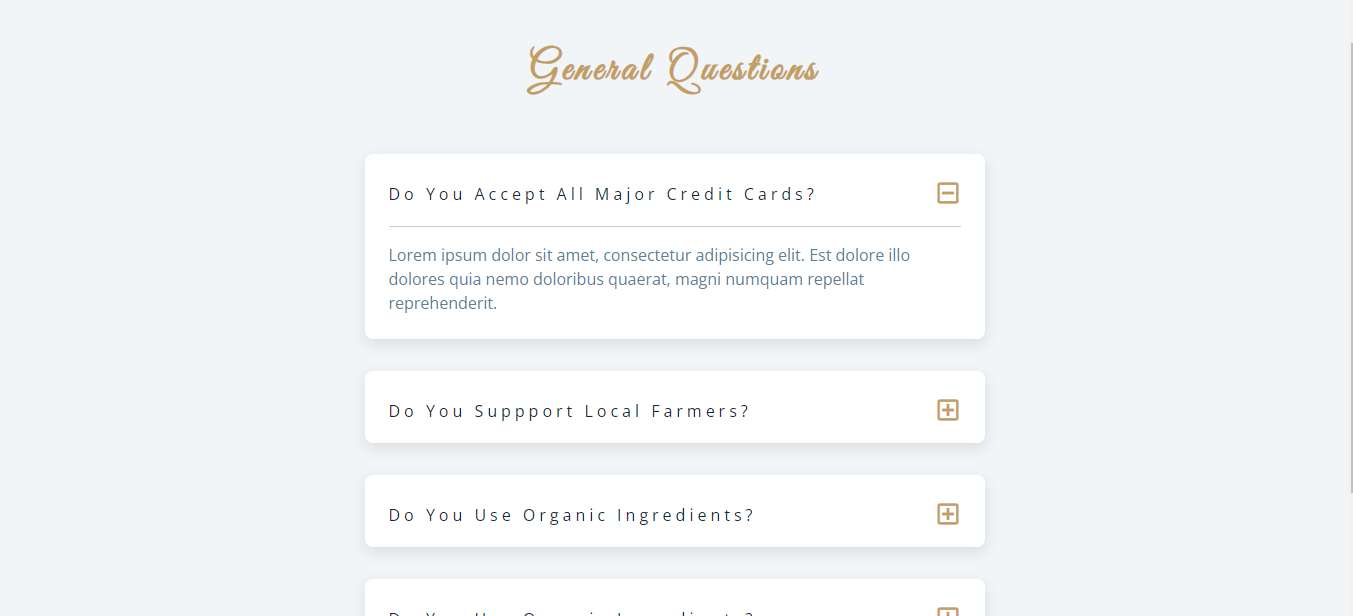 General Questions
Do You Accept All Major Credit Cards?
Lorem ipsum dolor sit amet, consectetur adipisicing elit. Est dolore illo
dolores quia nemo doloribus quaerat, magni numquam repellat
reprehenderit.
Do You Suppport Local Farmers?
Do You Use Organic Ingredients?